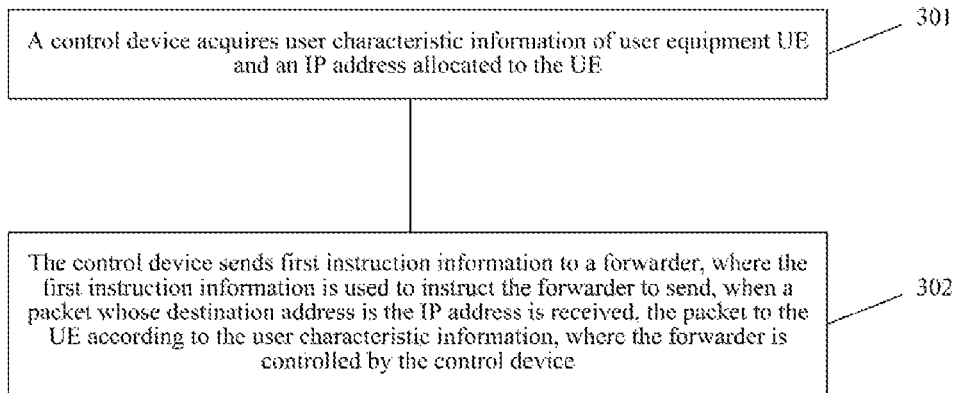 301
A control device acquires user characteristic information of user equipment UE
and an IP address allocated to the UE
The control device sends first instruction information to a forwarder, where the
first instruction information is used to instruct the forwarder to send, when a
packet whose destination address is the IP address is received, the packet to the
UE according to the user characteristic information, where the forwarder is
controlled by the control device
302